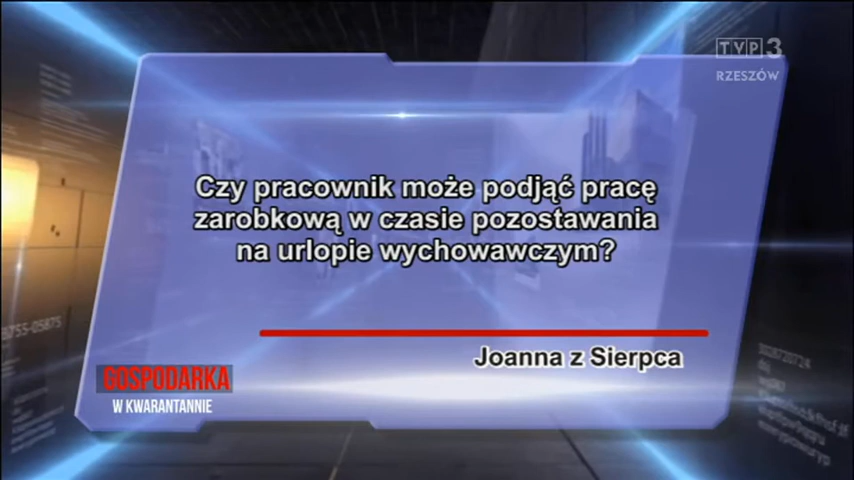 TVP3
RZESZÓW
Czy pracownik może podjąć pracę
zarobkową w czasie pozostawania
na urlopie wychowawczym?
Joanna z Sierpca
GOSPODARKA
W KWARANTANNIE